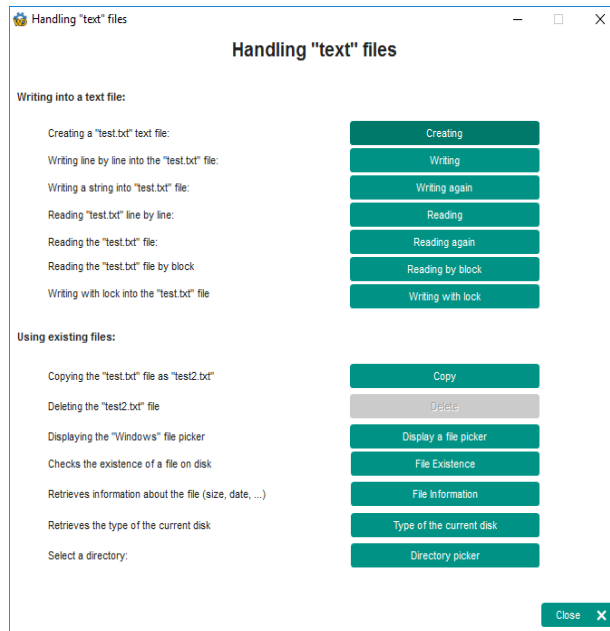 Handling "text" files
Handling "text" files
Writing into a text file:
Creating a "test.txt" text file: Creating
Writing line by line into the "test.txt" file: Writing
Writing a string into "test.txt" file: Writing again
Reading "test.txt" line by line: Reading
Reading the "test.txt" file: Reading again
Reading the "test.txt" file by block Reading by block
Writing with lock into the "test.txt" file Writing with lock
Using existing files:
Copying the "test.txt" file as "test2.txt" Copy
Deleting the "test2.txt" file Delete
Displaying the "Windows" file picker Display a file picker
Checks the existence of a file on disk File Existence
Retrieves information about the file (size, date, ...) File Information
Retrieves the type of the current disk Type of the current disk
Select a directory: Directory picker
Close